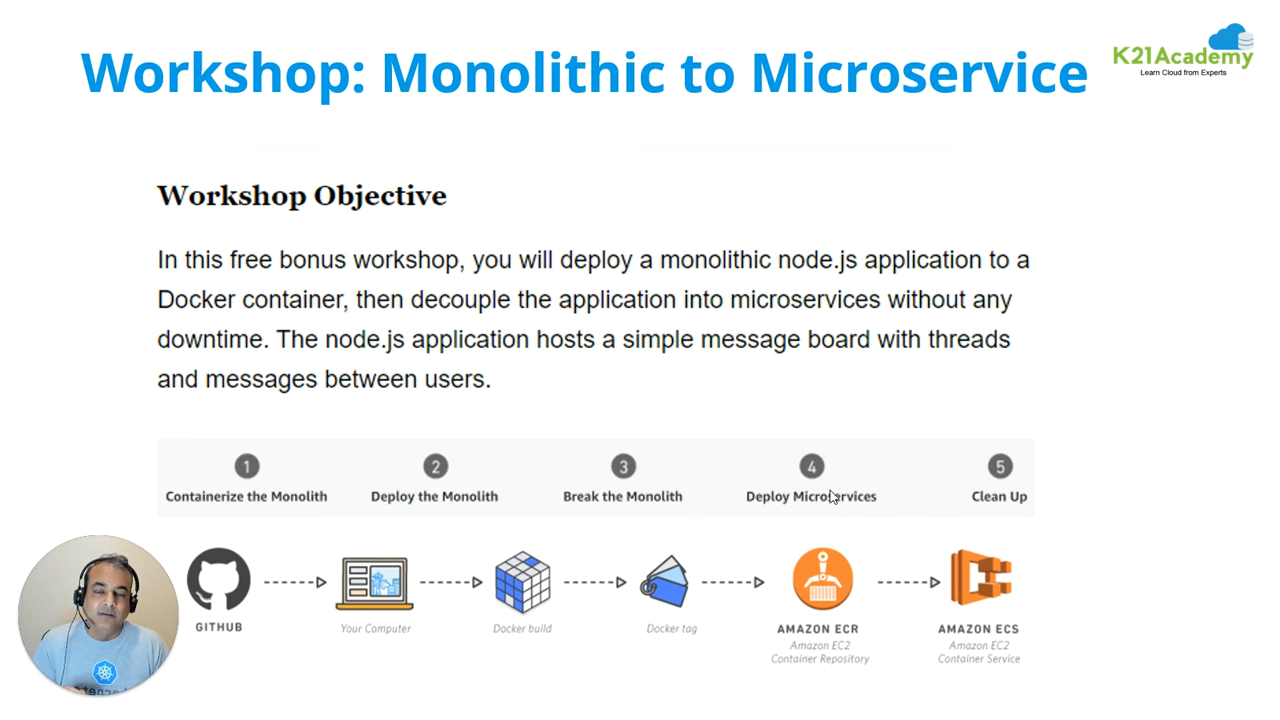 Workshop: Monolithic to Microservice
K21Academy
Learn Cloud from Experts
Workshop Objective
In this free bonus workshop, you will deploy a monolithic node.js application to a
Docker container, then decouple the application into microservices without any
downtime. The node.js application hosts a simple message board with threads
and messages between users.
1 2 3 4 5
Containerize the Monolith Deploy the Monolith Break the Monolith Deploy Microservices Clean Up
GITHUB Your Computer Docker build Docker tag AMAZON ECR AMAZON ECS
Amazon EC2 Amazon EC2
Container Repository Container Service